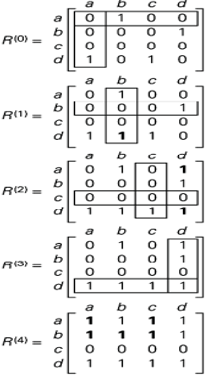 a b c d
a 0 1 0 0
R(0) = b 0 0 0 1
c 0 0 0 0
d 1 0 1 0
a b c d
a 0 1 0 0
R(1) = b 0 0 0 1
c 0 0 0 0
d 1 1 1 0
a b c d
a 0 1 0 1
R(2) = b 0 0 0 1
c 0 0 0 0
d 1 1 1 1
a b c d
a 0 1 0 1
R(3) = b 0 0 0 1
c 0 0 0 0
d 1 1 1 1
a b c d
a 1 1 1 1
R(4) = b 1 1 1 1
c 0 0 0 0
d 1 1 1 1